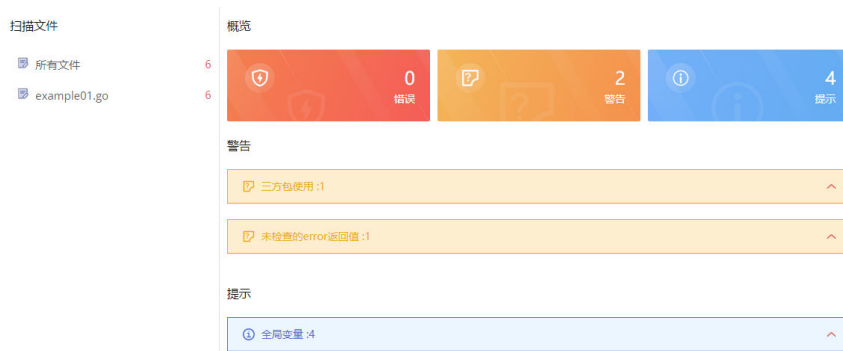 扫描文件
所有文件 6
example01.go 6
概览
0
错误
2
警告
4
提示
警告
三方包使用 :1
未检查的error返回值 :1
提示
全局变量 :4